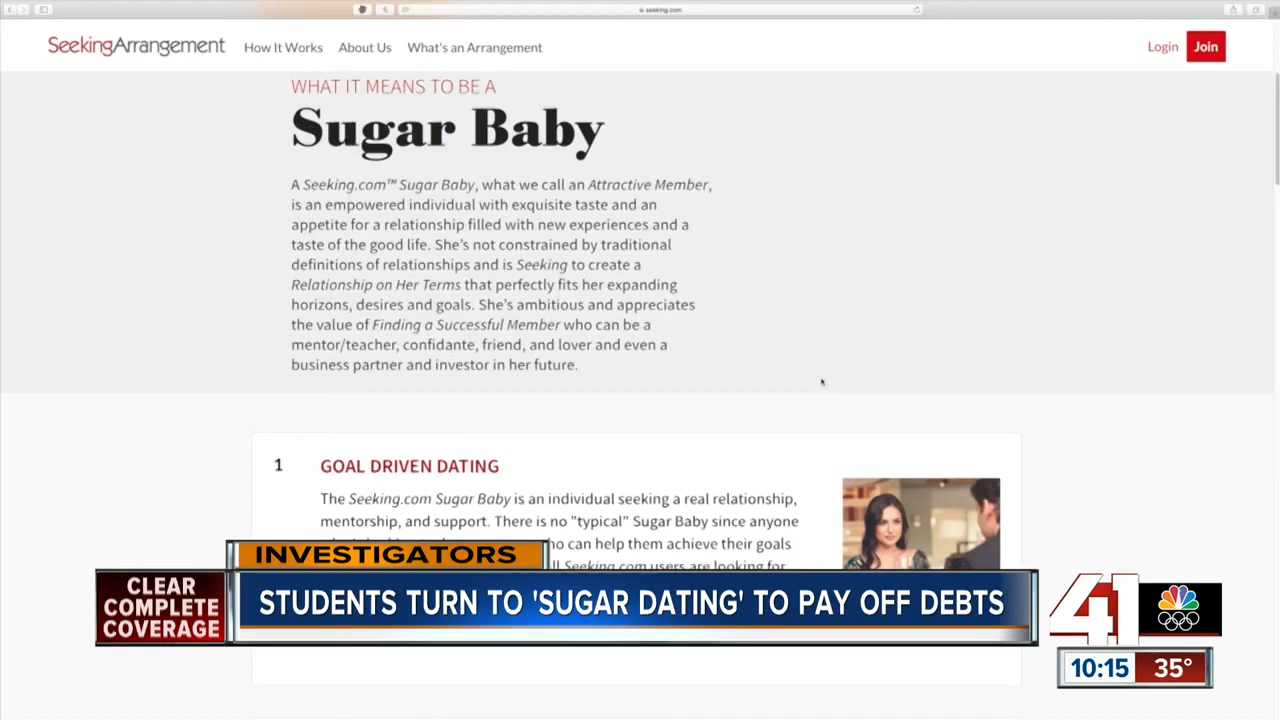 seeking.com
SeekingArrangement How It Works About Us What's an Arrangement Login Join
WHAT IT MEANS TO BE A
Sugar Baby
A Seeking.com™ Sugar Baby, what we call an Attractive Member,
is an empowered individual with exquisite taste and an
appetite for a relationship filled with new experiences and a
taste of the good life. She's not constrained by traditional
definitions of relationships and is Seeking to create a
Relationship on Her Terms that perfectly fits her expanding
horizons, desires and goals. She's ambitious and appreciates
the value of Finding a Successful Member who can be a
mentor/teacher, confidante, friend, and lover and even a
business partner and investor in her future.
1 GOAL DRIVEN DATING
The Seeking.com Sugar Baby is an individual seeking a real relationship,
mentorship, and support. There is no "typical" Sugar Baby since anyone
who can help them achieve their goals
Seeking.com users are looking for
INVESTIGATORS
CLEAR
COMPLETE
COVERAGE
STUDENTS TURN TO 'SUGAR DATING' TO PAY OFF DEBTS
41
10:15 35°